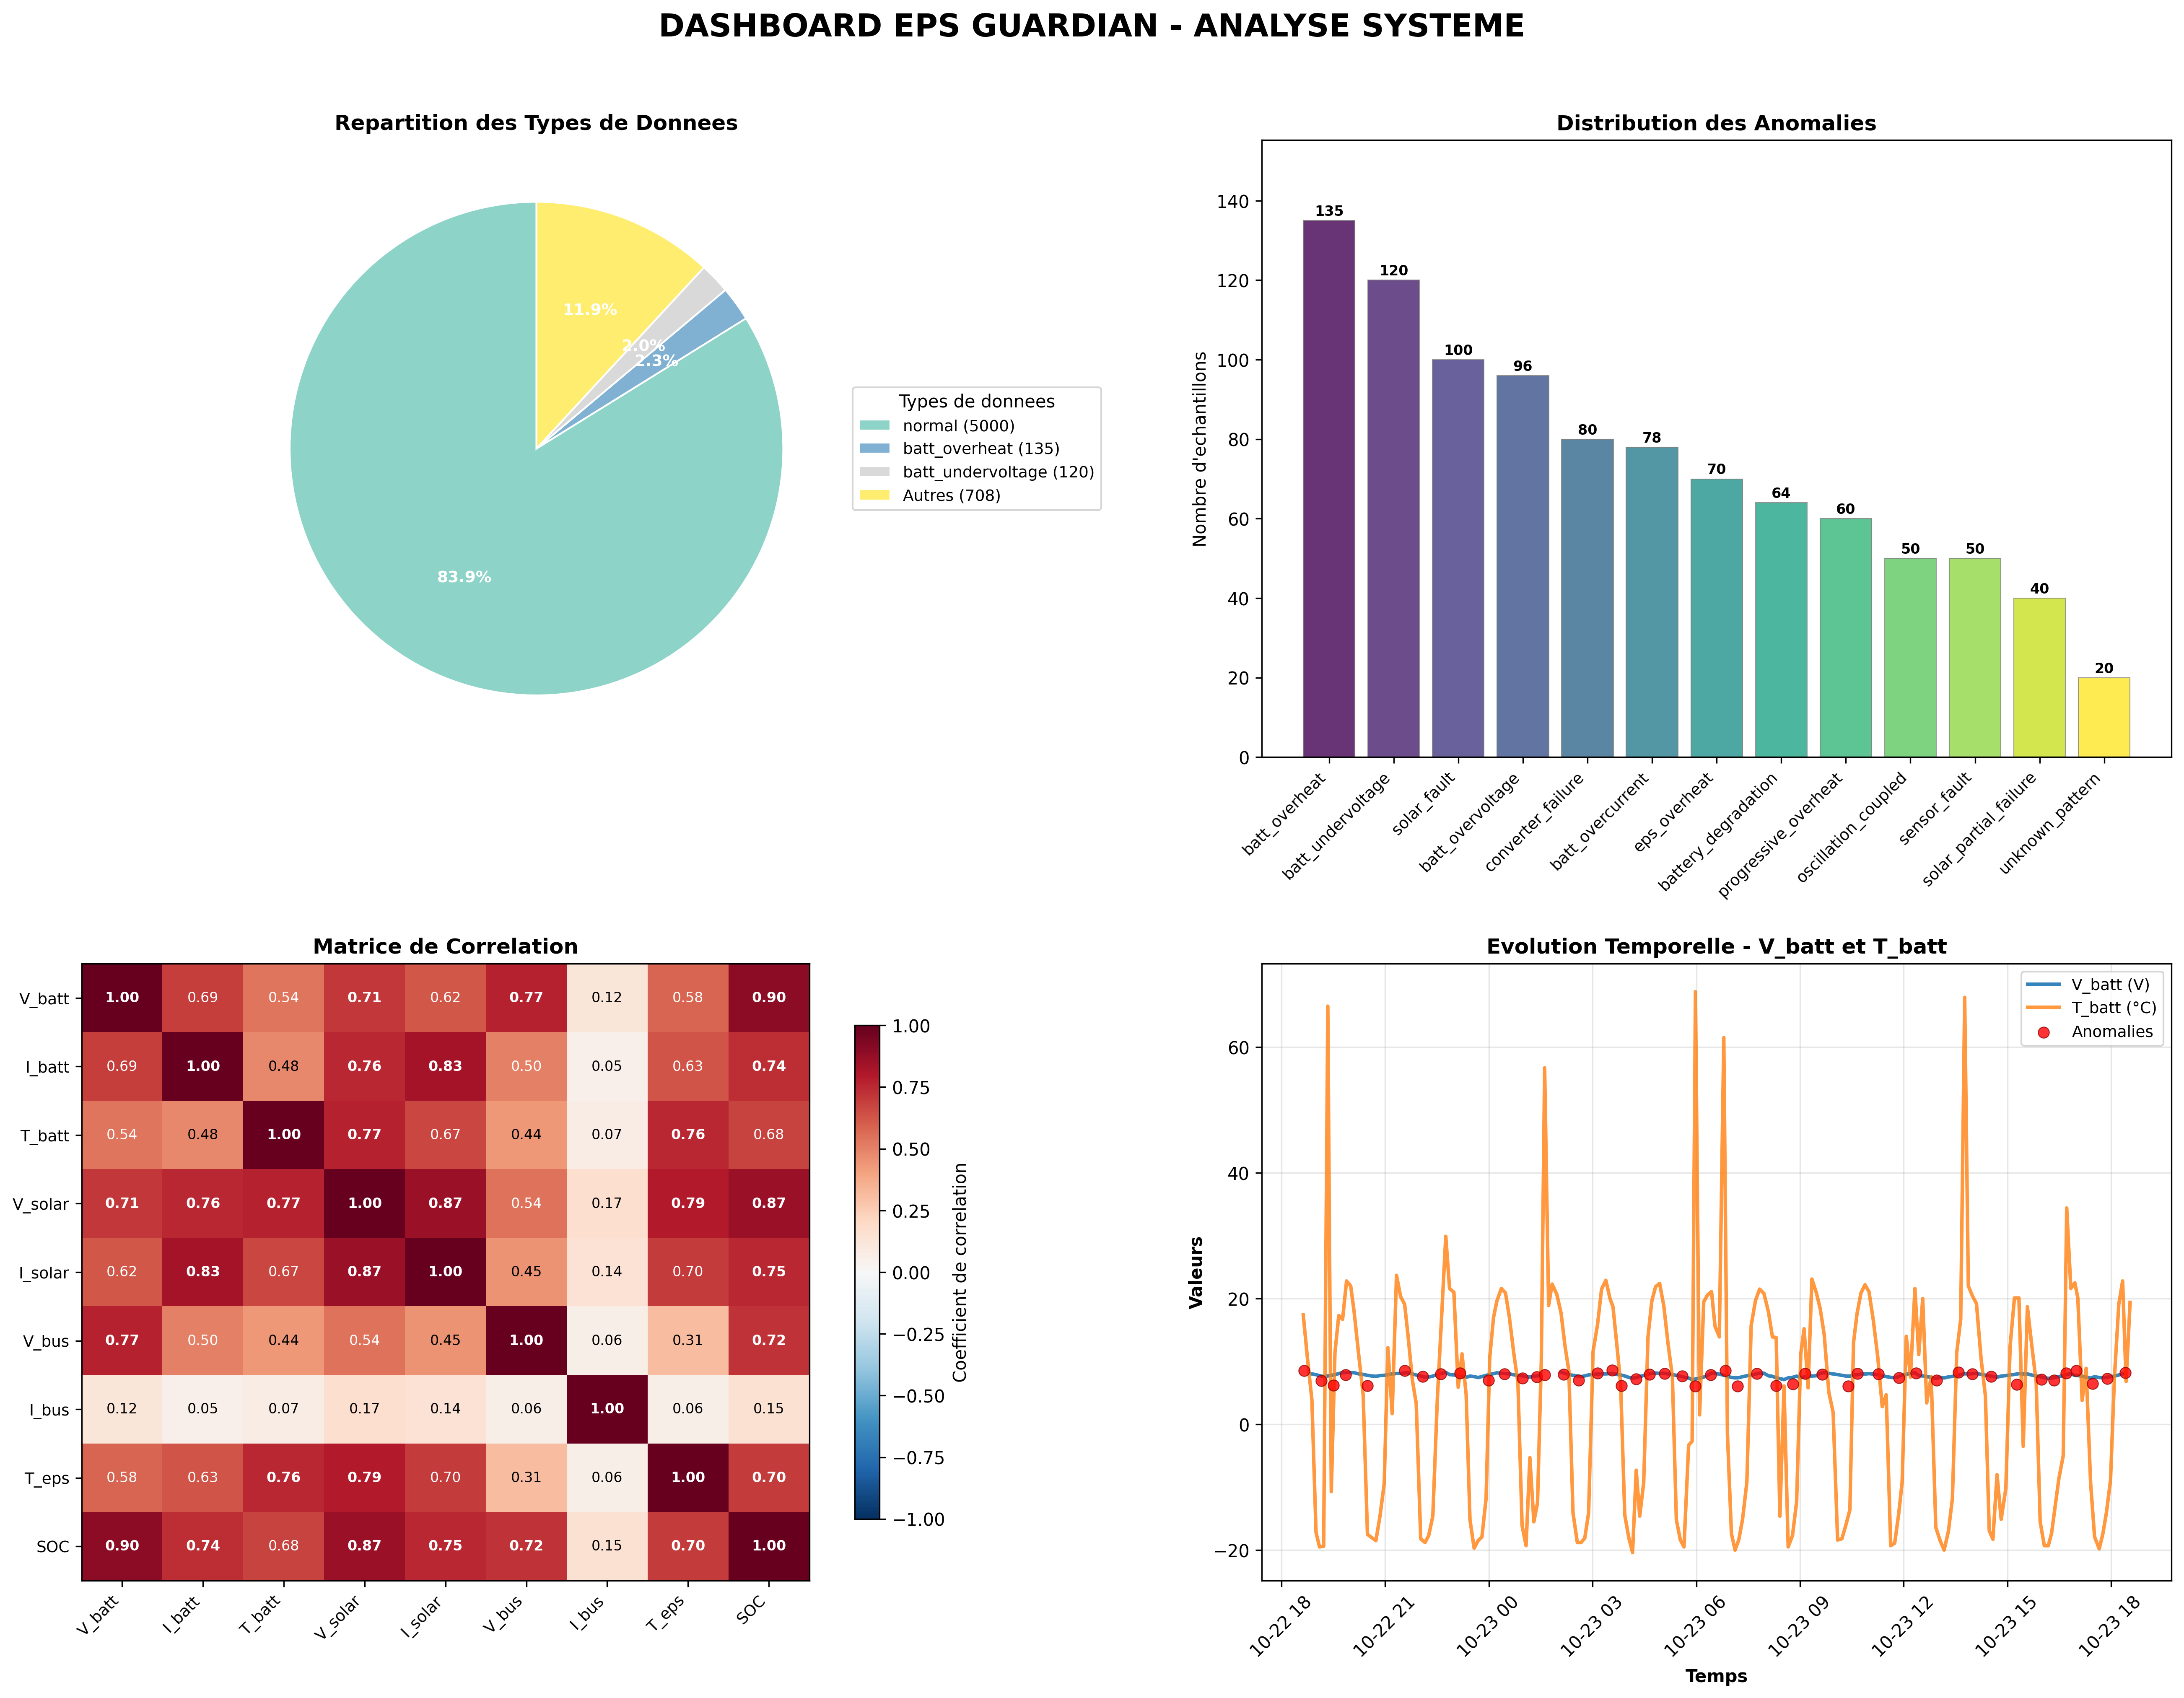 DASHBOARD EPS GUARDIAN - ANALYSE SYSTEME
Repartition des Types de Donnees
11.9%
2.0%
2.3%
83.9%
Types de donnees
normal (5000)
batt_overheat (135)
batt_undervoltage (120)
Autres (708)
Distribution des Anomalies
Nombre d'echantillons
140
120
100
80
60
40
20
0
135
120
100
96
80
78
70
64
60
50
50
40
20
batt_overheat
batt_undervoltage
solar_fault
batt_overvoltage
converter_failure
batt_overcurrent
eps_overheat
battery_degradation
progressive_overheat
oscillation_coupled
sensor_fault
solar_partial_failure
unknown_pattern
Matrice de Correlation
V_batt 1.00 0.69 0.54 0.71 0.62 0.77 0.12 0.58 0.90
I_batt 0.69 1.00 0.48 0.76 0.83 0.50 0.05 0.63 0.74
T_batt 0.54 0.48 1.00 0.77 0.67 0.44 0.07 0.76 0.68
V_solar 0.71 0.76 0.77 1.00 0.87 0.54 0.17 0.79 0.87
I_solar 0.62 0.83 0.67 0.87 1.00 0.45 0.14 0.70 0.75
V_bus 0.77 0.50 0.44 0.54 0.45 1.00 0.06 0.31 0.72
I_bus 0.12 0.05 0.07 0.17 0.14 0.06 1.00 0.06 0.15
T_eps 0.58 0.63 0.76 0.79 0.70 0.31 0.06 1.00 0.70
SOC 0.90 0.74 0.68 0.87 0.75 0.72 0.15 0.70 1.00
V_batt I_batt T_batt V_solar I_solar V_bus I_bus T_eps SOC
1.00
0.75
0.50
0.25
0.00
−0.25
−0.50
−0.75
−1.00
Coefficient de correlation
Evolution Temporelle - V_batt et T_batt
V_batt (V)
T_batt (°C)
Anomalies
Valeurs
60
40
20
0
−20
10-22 18
10-22 21
10-23 00
10-23 03
10-23 06
10-23 09
10-23 12
10-23 15
10-23 18
Temps